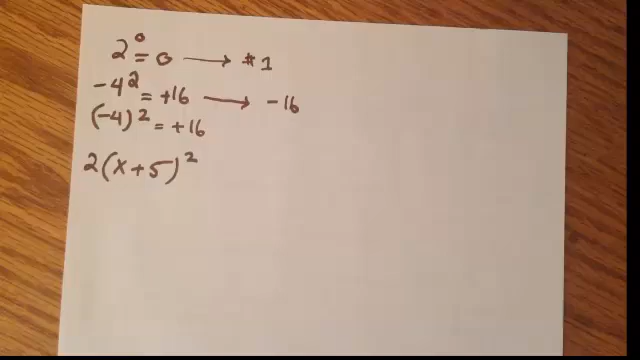 2⁰ = 0 → #1
-4² = +16 → -16
(-4)² = +16
2(x+5)²